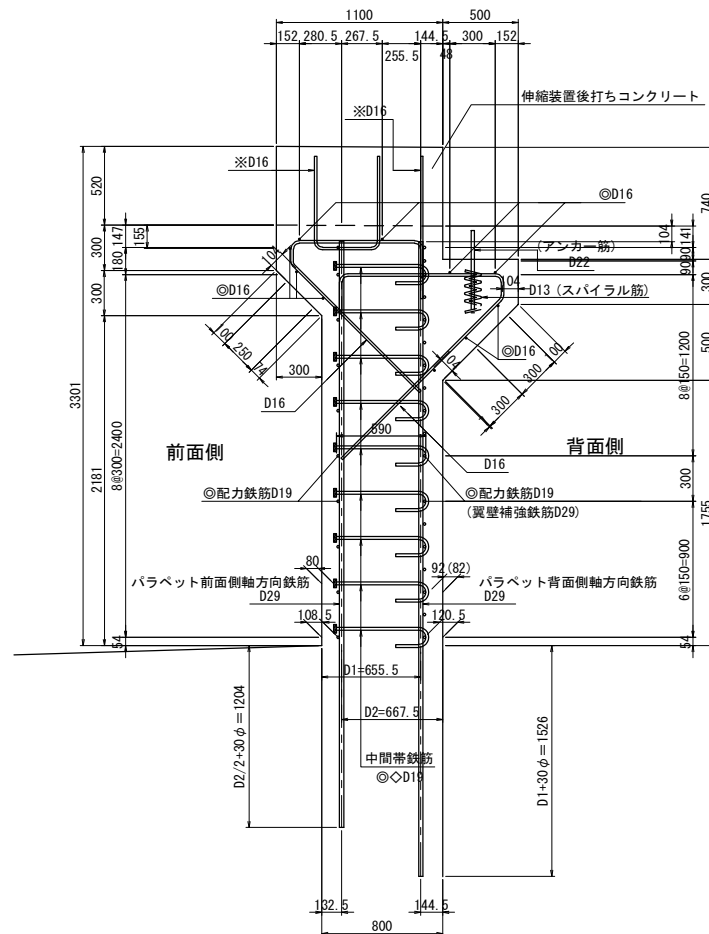 1100
500
152 280.5 267.5
144.5 300 152
255.5
48
伸縮装置後打ちコンクリート
※D16
※D16
520
740
◎D16
147
155
104
141
(アンカー筋)
300
180
D22
9090
104
D13 (スパイラル筋)
300
◎D16
300
500
100
250
74
300
◎D16
104
100
300
300
8@150=1200
D16
3301
590
前面側
背面側
D16
2181
8@300=2400
◎配力鉄筋D19
◎配力鉄筋D19
(翼壁補強鉄筋D29)
300
1755
80
92(82)
パラペット前面側軸方向鉄筋
D29
パラペット背面側軸方向鉄筋
D29
6@150=900
108.5
120.5
54
54
D1=655.5
D2=667.5
D2/2+30φ=1204
D1+30φ=1526
中間帯鉄筋
◎◇D19
132.5
144.5
800